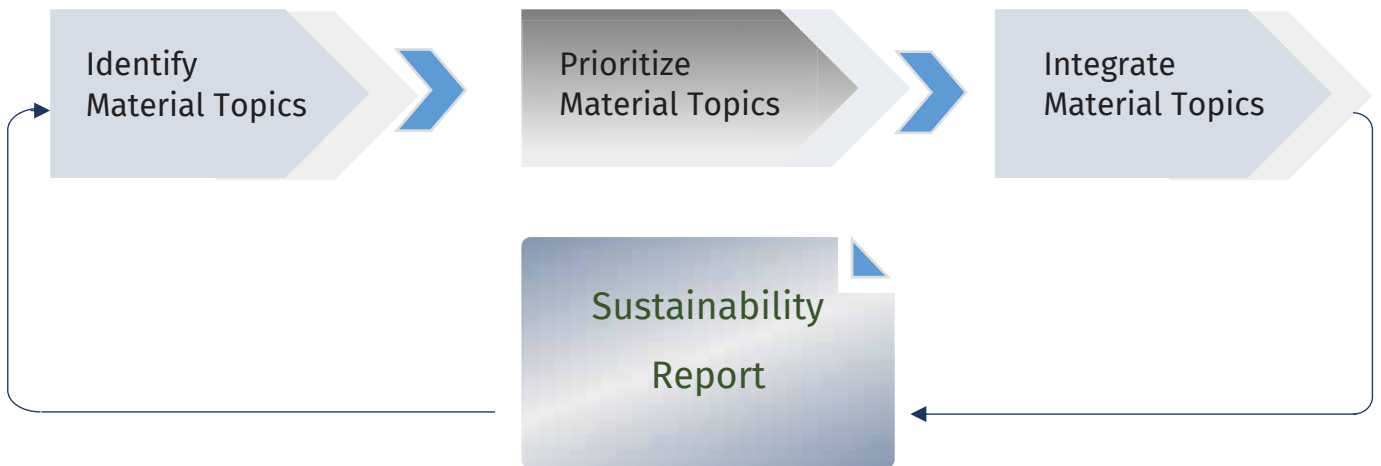 Identify
Material Topics
Prioritize
Material Topics
Integrate
Material Topics
Sustainability
Report